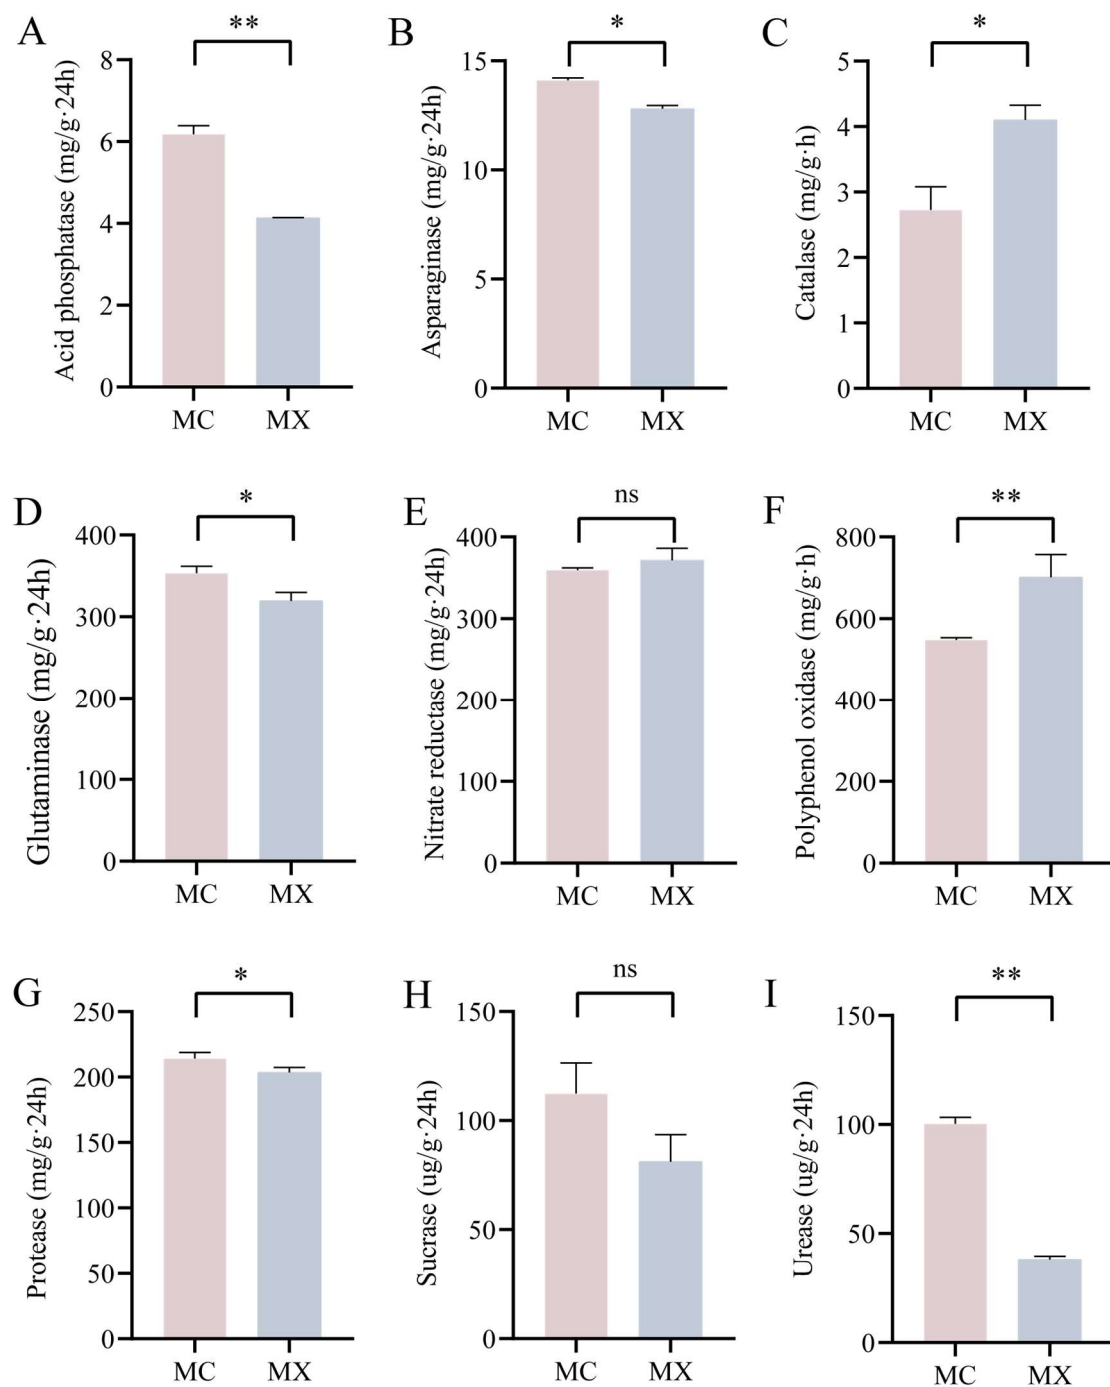 A
**
Acid phosphatase (mg/g·24h)
8
6
4
2
0
MC MX
B
*
Asparaginase (mg/g·24h)
15
10
5
0
MC MX
C
*
Catalase (mg/g·h)
5
4
3
2
1
0
MC MX
D
*
Glutaminase (mg/g·24h)
400
300
200
100
0
MC MX
E
ns
Nitrate reductase (mg/g·24h)
400
300
200
100
0
MC MX
F
**
Polyphenol oxidase (mg/g·h)
800
600
400
200
0
MC MX
G
*
Protease (mg/g·24h)
250
200
150
100
50
0
MC MX
H
ns
Sucrase (ug/g·24h)
150
100
50
0
MC MX
I
**
Urease (ug/g·24h)
150
100
50
0
MC MX